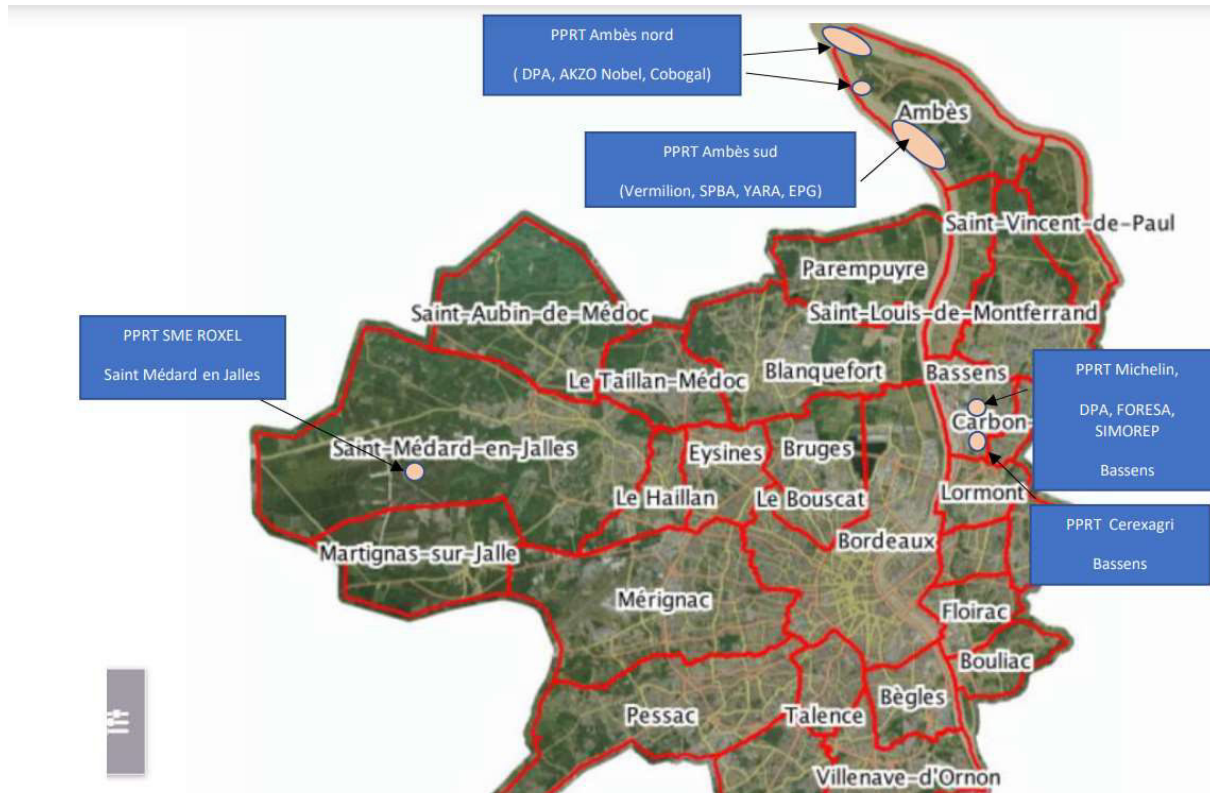 PPRT Ambès nord
( DPA, AKZO Nobel, Cobogal)
Ambès
PPRT Ambès sud
(Vermilion, SPBA, YARA, EPG)
Saint-Vincent-de-Paul
Parempuyre
Saint-Aubin-de-Médoc
Saint-Louis-de-Montferrand
PPRT SME ROXEL
Saint Médard en Jalles
Le Taillan-Médoc
Blanquefort
Bassens
PPRT Michelin,
DPA, FORESA,
SIMOREP
Bassens
Carbon-
Saint-Médard-en-Jalles
Eysines
Bruges
Le Haillan
Le Bouscat
Lormont
PPRT Cerexagri
Bassens
Bordeaux
Martignas-sur-Jalle
Mérignac
Floirac
Bouliac
Pessac
Talence
Bègles
Villenave-d'Ornon